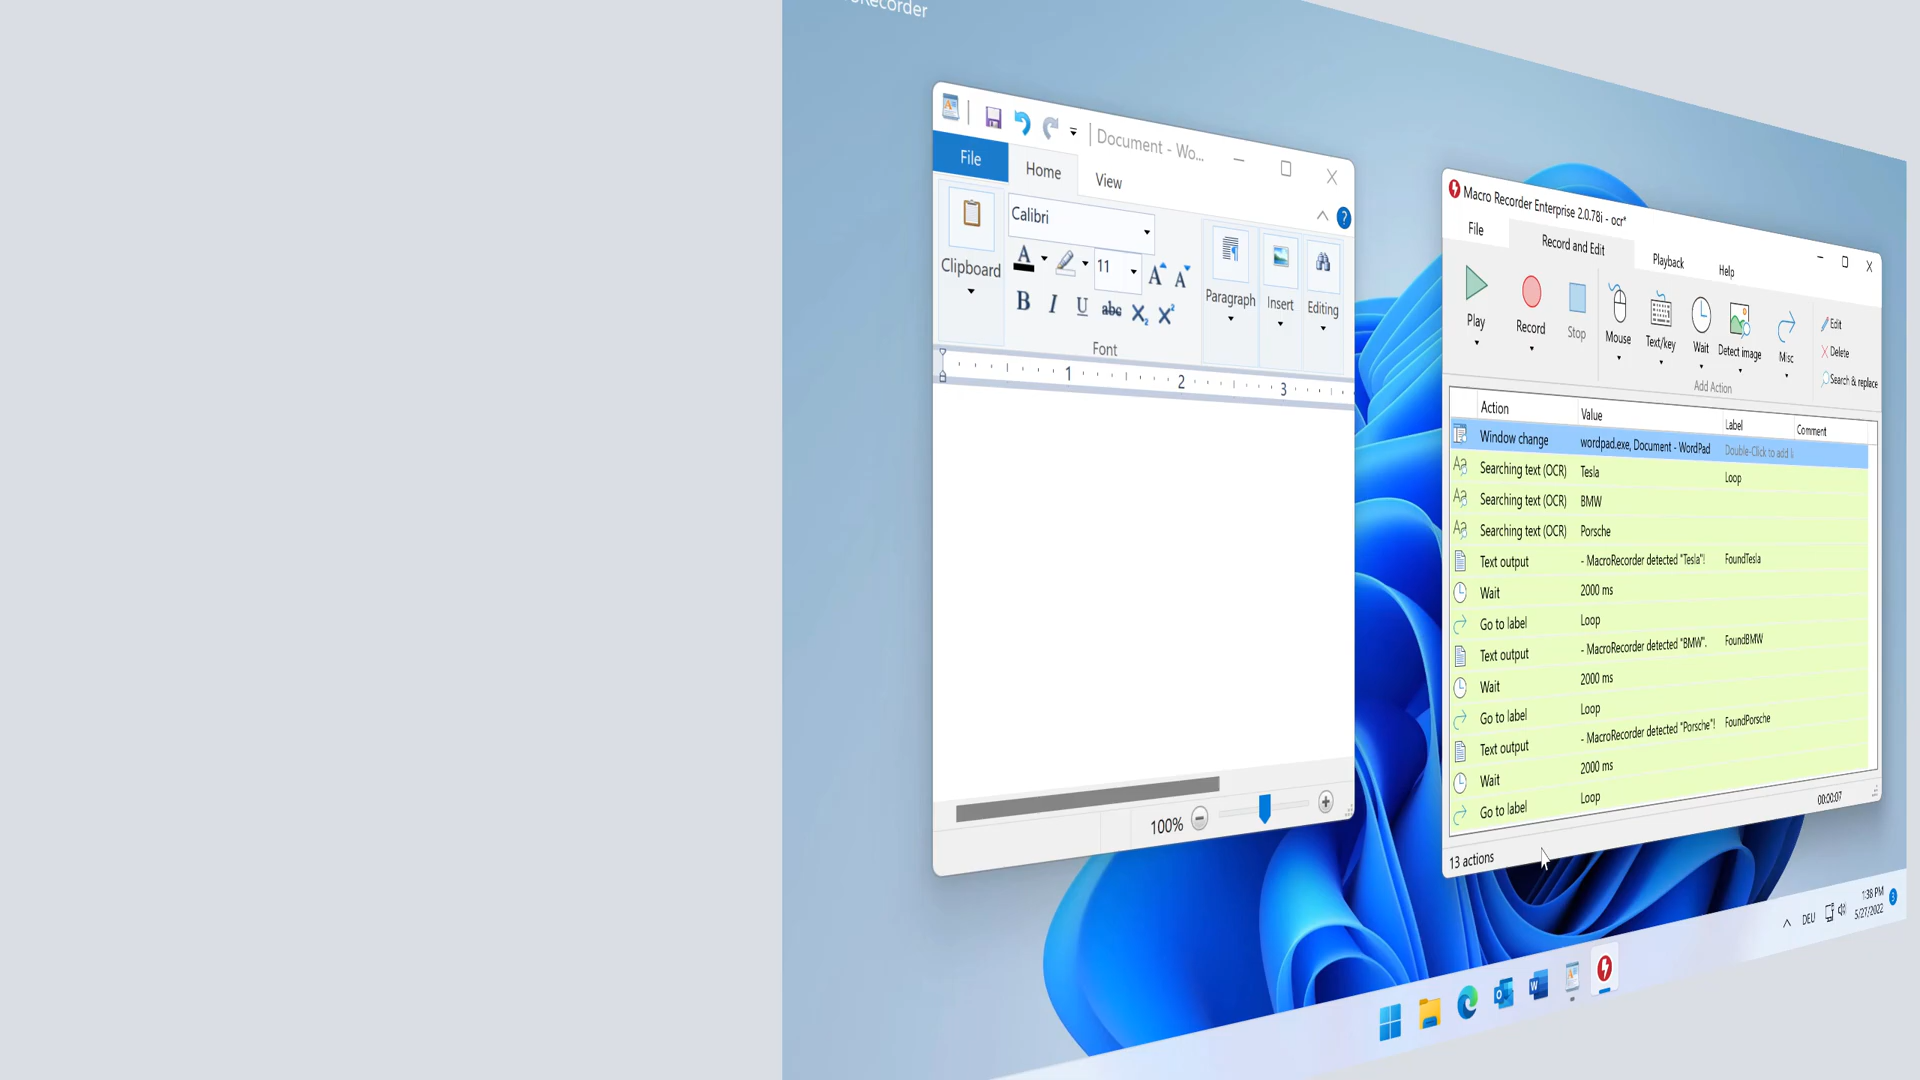 Recorder
Document - Wo...
File
Home
View
Calibri
11
Clipboard
Font
Paragraph
Insert
Editing
1 2 3
100%
Macro Recorder Enterprise 2.0.78i - ocr*
File
Record and Edit
Playback
Help
Play
Record
Stop
Mouse
Text/key
Wait
Detect image
Misc
Edit
Delete
Search & replace
Add Action
Action Value Label Comment
Window change wordpad.exe, Document - WordPad Double-Click to add l
Searching text (OCR) Tesla Loop
Searching text (OCR) BMW
Searching text (OCR) Porsche
Text output - MacroRecorder detected "Tesla"! FoundTesla
Wait 2000 ms
Go to label Loop
Text output - MacroRecorder detected "BMW". FoundBMW
Wait 2000 ms
Go to label Loop
Text output - MacroRecorder detected "Porsche"! FoundPorsche
Wait 2000 ms
Go to label Loop
13 actions
00:00:07
DEU
1:38 PM
5/27/2022